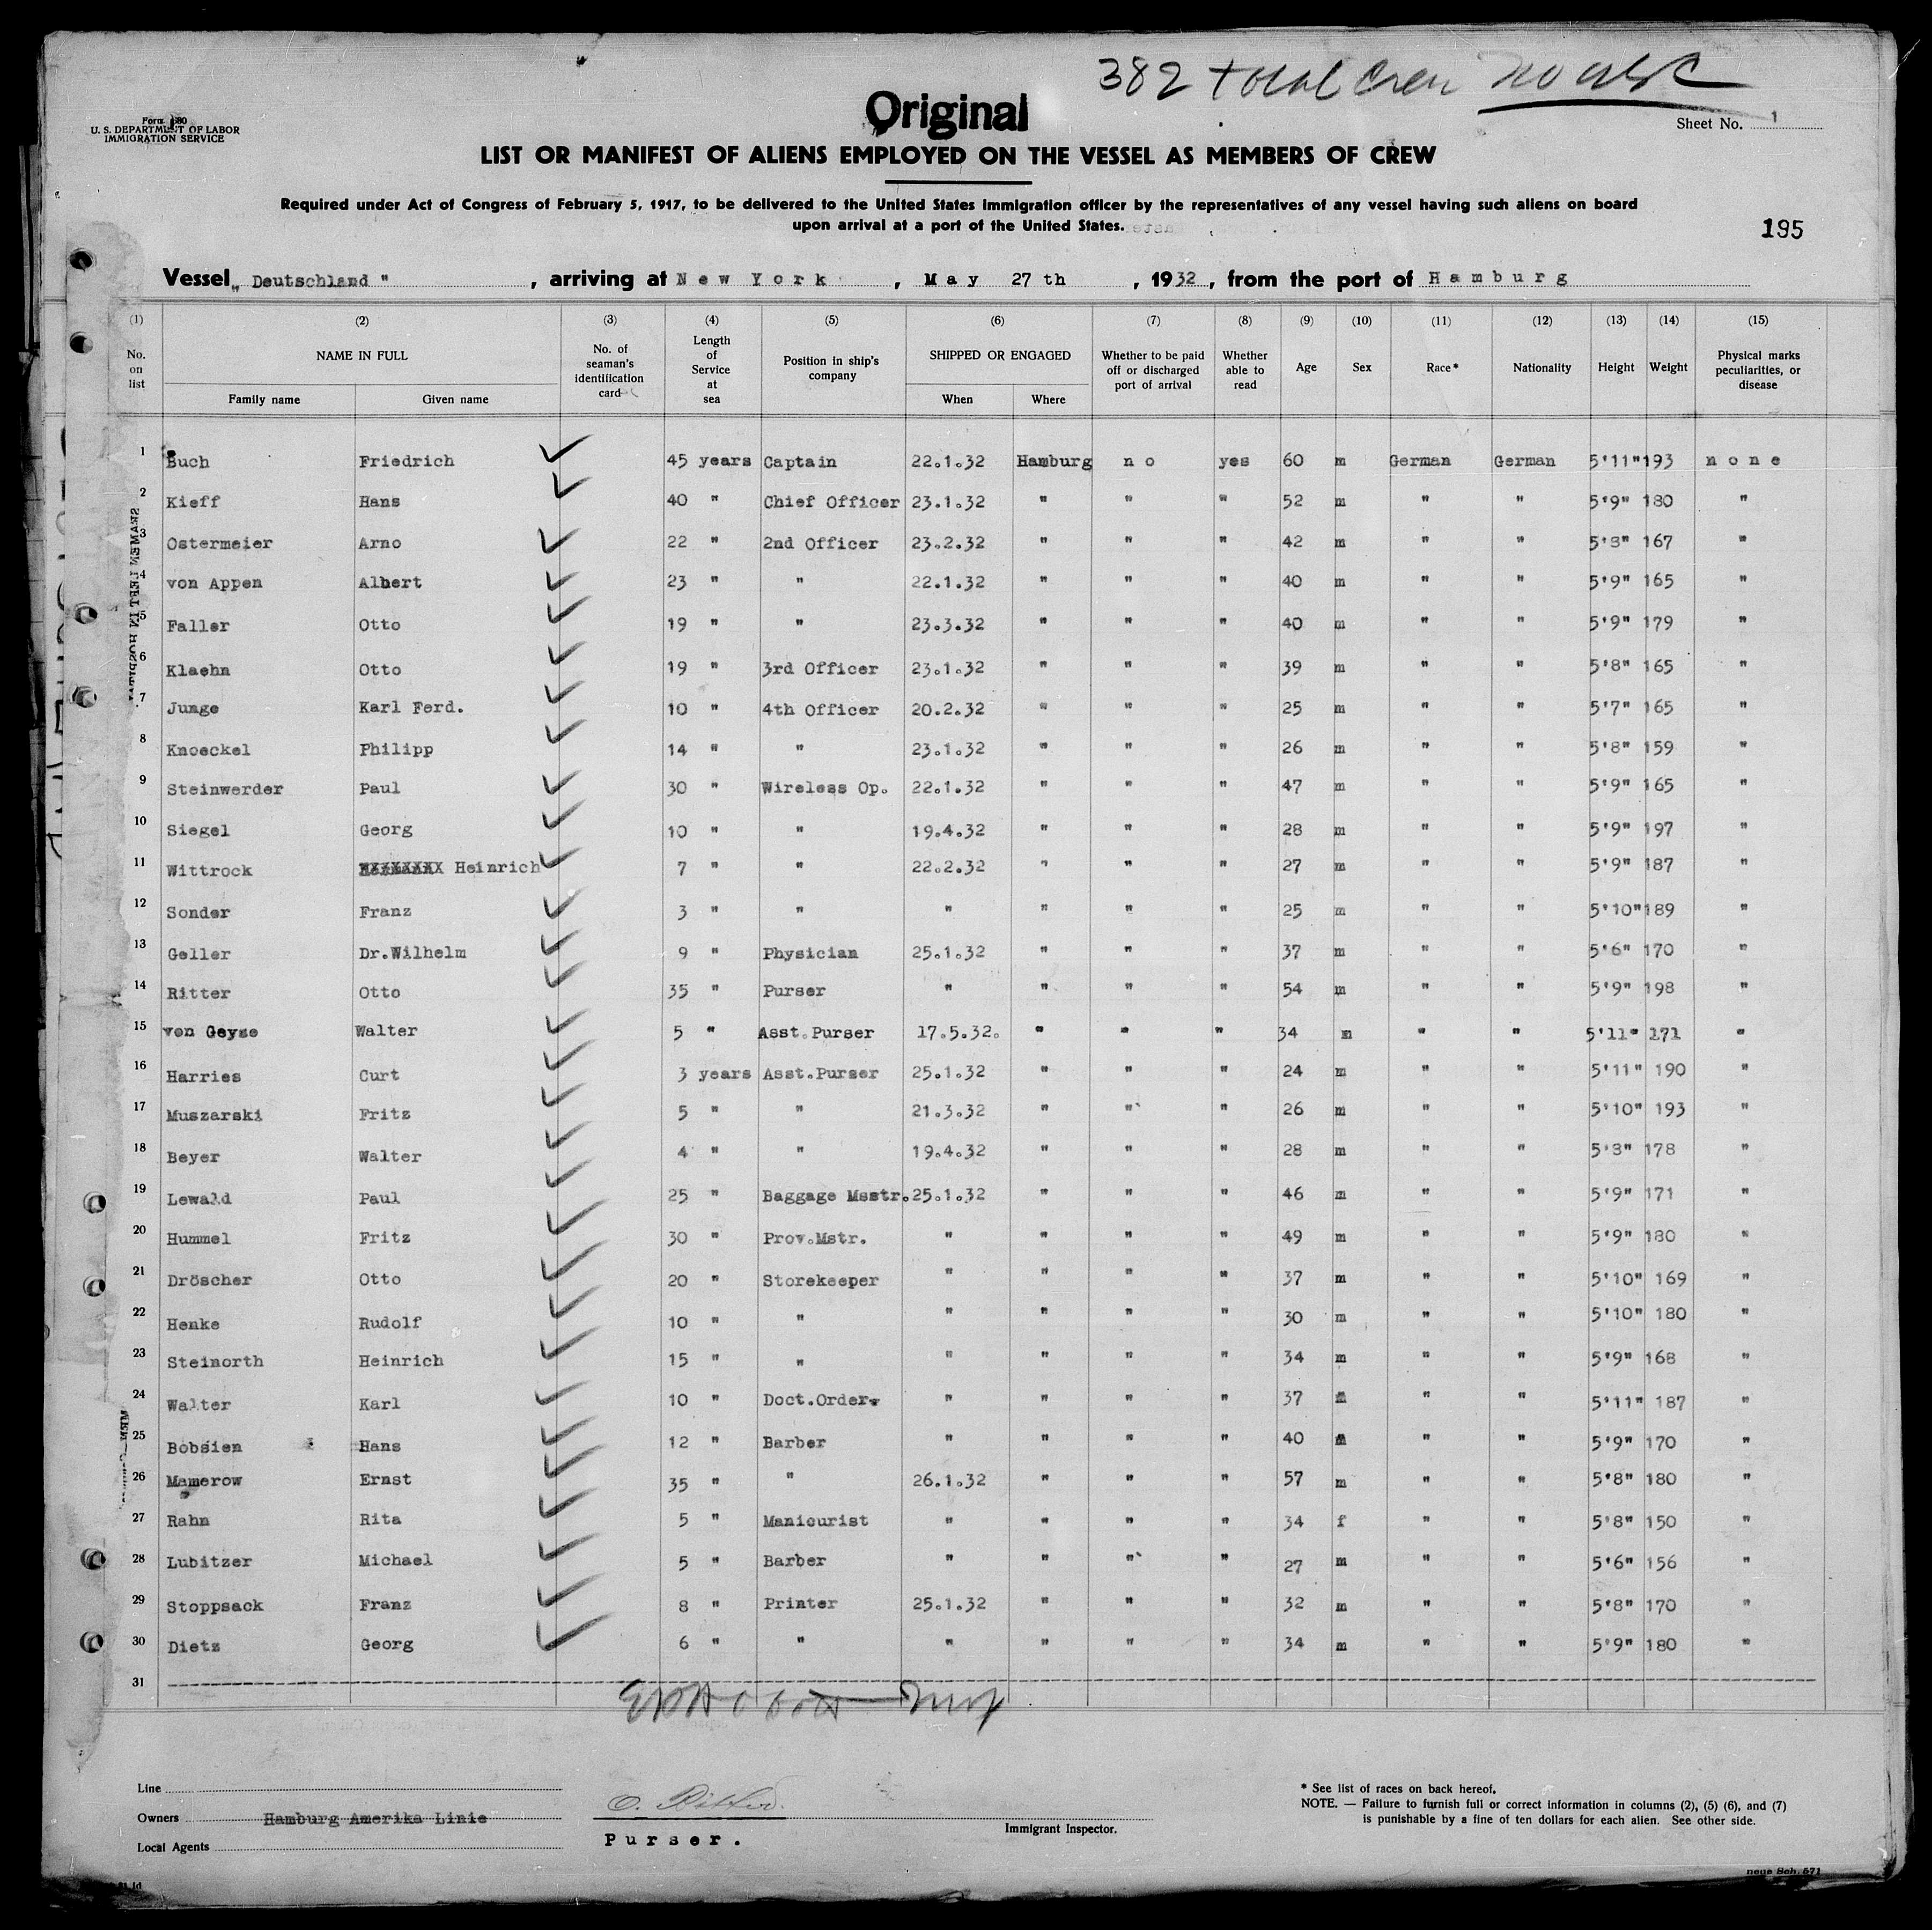 382 total crew
Original
Form 680
U. S. DEPARTMENT OF LABOR
IMMIGRATION SERVICE
Sheet No. 1
LIST OR MANIFEST OF ALIENS EMPLOYED ON THE VESSEL AS MEMBERS OF CREW
Required under Act of Congress of February 5, 1917, to be delivered to the United States immigration officer by the representatives of any vessel having such aliens on board
upon arrival at a port of the United States.
195
Vessel „ Deutschland " , arriving at New York , May 27th , 1932 , from the port of Hamburg
(1) (2) (3) (4) (5) (6) (7) (8) (9) (10) (11) (12) (13) (14) (15)
No. on list NAME IN FULL No. of seaman's identification card Length of Service at sea Position in ship's company SHIPPED OR ENGAGED Whether to be paid off or discharged port of arrival Whether able to read Age Sex Race* Nationality Height Weight Physical marks peculiarities, or disease
Family name Given name When Where
1 Buch Friedrich 45 years Captain 22.1.32 Hamburg no yes 60 m German German 5'11" 193 none
2 Kieff Hans 40 " Chief Officer 23.1.32 " " " 52 m " " 5'9" 180 "
3 Ostermeier Arno 22 " 2nd Officer 23.2.32 " " " 42 m " " 5'8" 167 "
4 von Appen Albert 23 " " 22.1.32 " " " 40 m " " 5'9" 165 "
5 Faller Otto 19 " " 23.3.32 " " " 40 m " " 5'9" 179 "
6 Klaehn Otto 19 " 3rd Officer 23.1.32 " " " 39 m " " 5'8" 165 "
7 Junge Karl Ferd. 10 " 4th Officer 20.2.32 " " " 25 m " " 5'7" 165 "
8 Knoeckel Philipp 14 " " 23.1.32 " " " 26 m " " 5'8" 159 "
9 Steinwerder Paul 30 " Wireless Op. 22.1.32 " " " 47 m " " 5'9" 165 "
10 Siegel Georg 10 " " 19.4.32 " " " 28 m " " 5'9" 197 "
11 Wittrock Heinrich 7 " " 22.2.32 " " " 27 m " " 5'9" 187 "
12 Sonder Franz 3 " " " " " " 25 m " " 5'10" 189 "
13 Geller Dr.Wilhelm 9 " Physician 25.1.32 " " " 37 m " " 5'6" 170 "
14 Ritter Otto 35 " Purser " " " " 54 m " " 5'9" 198 "
15 von Geyso Walter 5 " Asst.Purser 17.5.32. " " " 34 m " " 5'11" 171 "
16 Harries Curt 3 years Asst.Purser 25.1.32 " " " 24 m " " 5'11" 190 "
17 Muszarski Fritz 5 " " 21.3.32 " " " 26 m " " 5'10" 193 "
18 Beyer Walter 4 " " 19.4.32 " " " 28 m " " 5'8" 178 "
19 Lewald Paul 25 " Baggage Msstr. 25.1.32 " " " 46 m " " 5'9" 171 "
20 Hummel Fritz 30 " Prov.Mstr. " " " " 49 m " " 5'9" 180 "
21 Dröscher Otto 20 " Storekeeper " " " " 37 m " " 5'10" 169 "
22 Henke Rudolf 10 " " " " " " 30 m " " 5'10" 180 "
23 Steinorth Heinrich 15 " " " " " " 34 m " " 5'9" 168 "
24 Walter Karl 10 " Doct.Order. " " " " 37 m " " 5'11" 187 "
25 Bobsien Hans 12 " Barber " " " " 40 m " " 5'9" 170 "
26 Mamerow Ernst 35 " " 26.1.32 " " " 57 m " " 5'8" 180 "
27 Rahn Rita 5 " Manicurist " " " " 34 f " " 5'8" 150 "
28 Lubitzer Michael 5 " Barber " " " " 27 m " " 5'6" 156 "
29 Stoppsack Franz 8 " Printer 25.1.32 " " " 32 m " " 5'8" 170 "
30 Dietz Georg 6 " " " " " " 34 m " " 5'9" 180 "
31
Line
Owners Hamburg Amerika Linie
Local Agents
O. Ritter
Purser.
Immigrant Inspector.
* See list of races on back hereof.
NOTE. — Failure to furnish full or correct information in columns (2), (5) (6), and (7)
is punishable by a fine of ten dollars for each alien. See other side.
neue Sch. 571